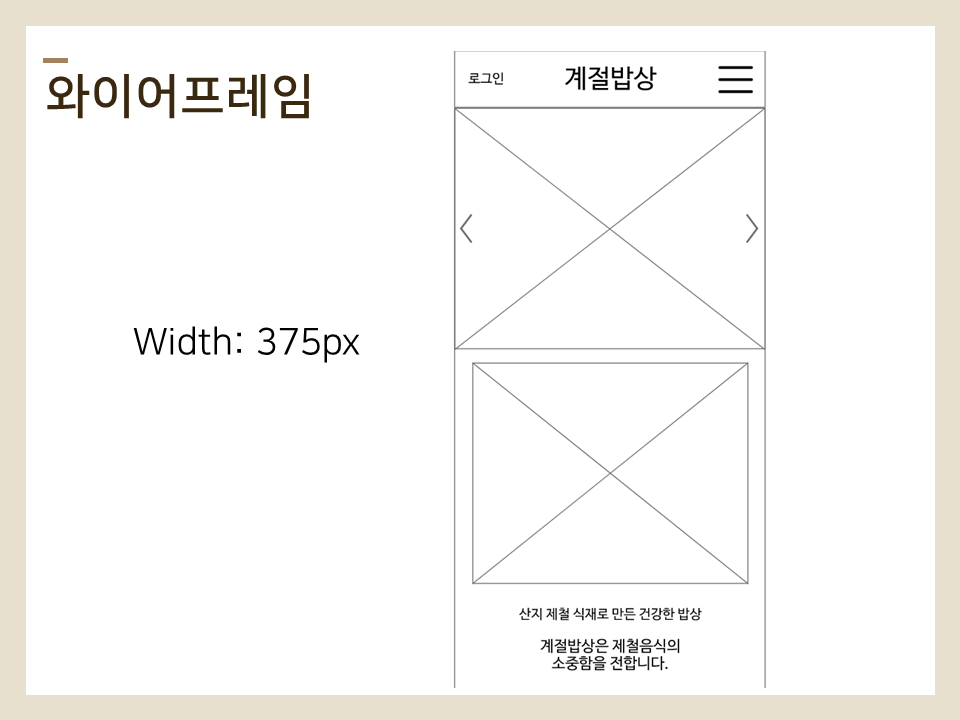 와이어프레임
Width: 375px
로그인
계절밥상
산지 제철 식재로 만든 건강한 밥상
계절밥상은 제철음식의
소중함을 전합니다.